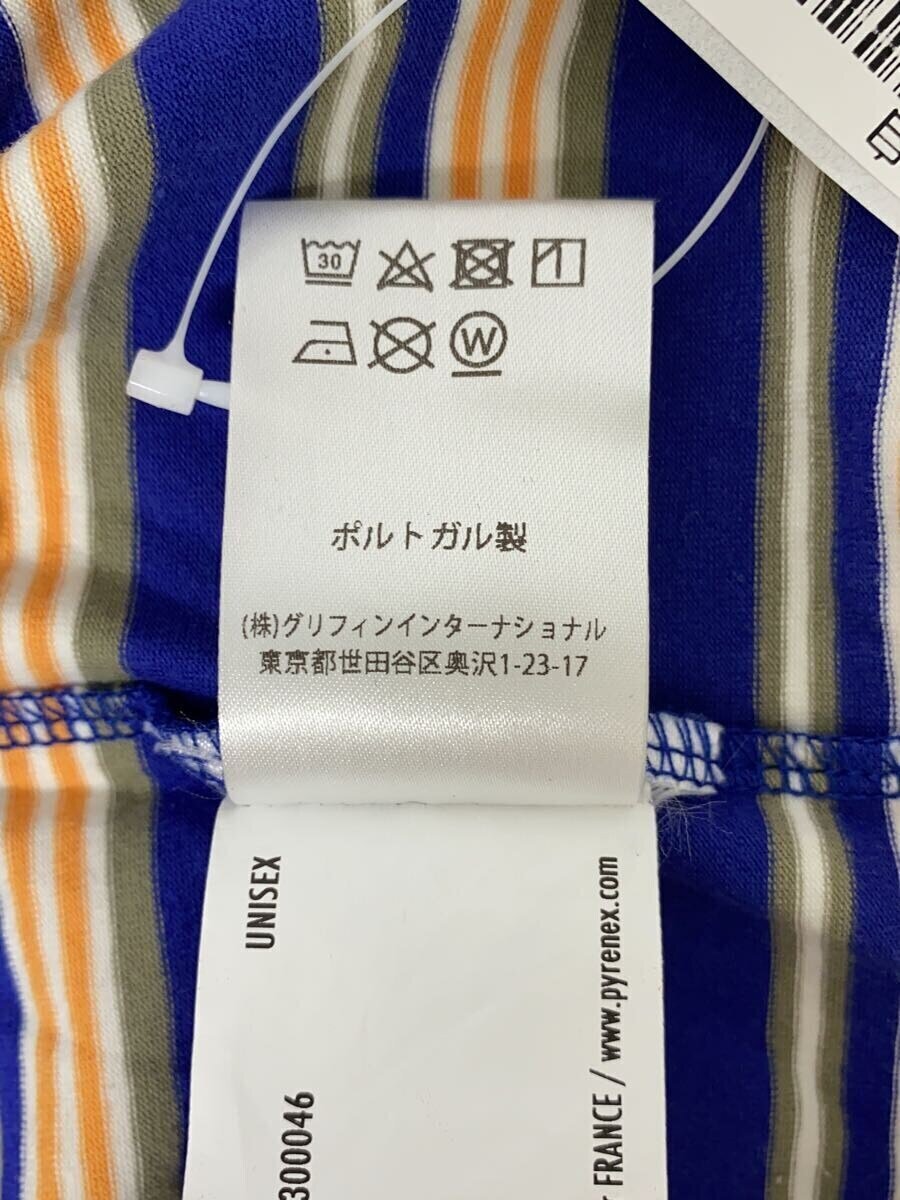 30
W
ポルトガル製
(株)グリフィンインターナショナル
東京都世田谷区奥沢1-23-17
UNISEX
300046
FRANCE / www.pyrenex.com